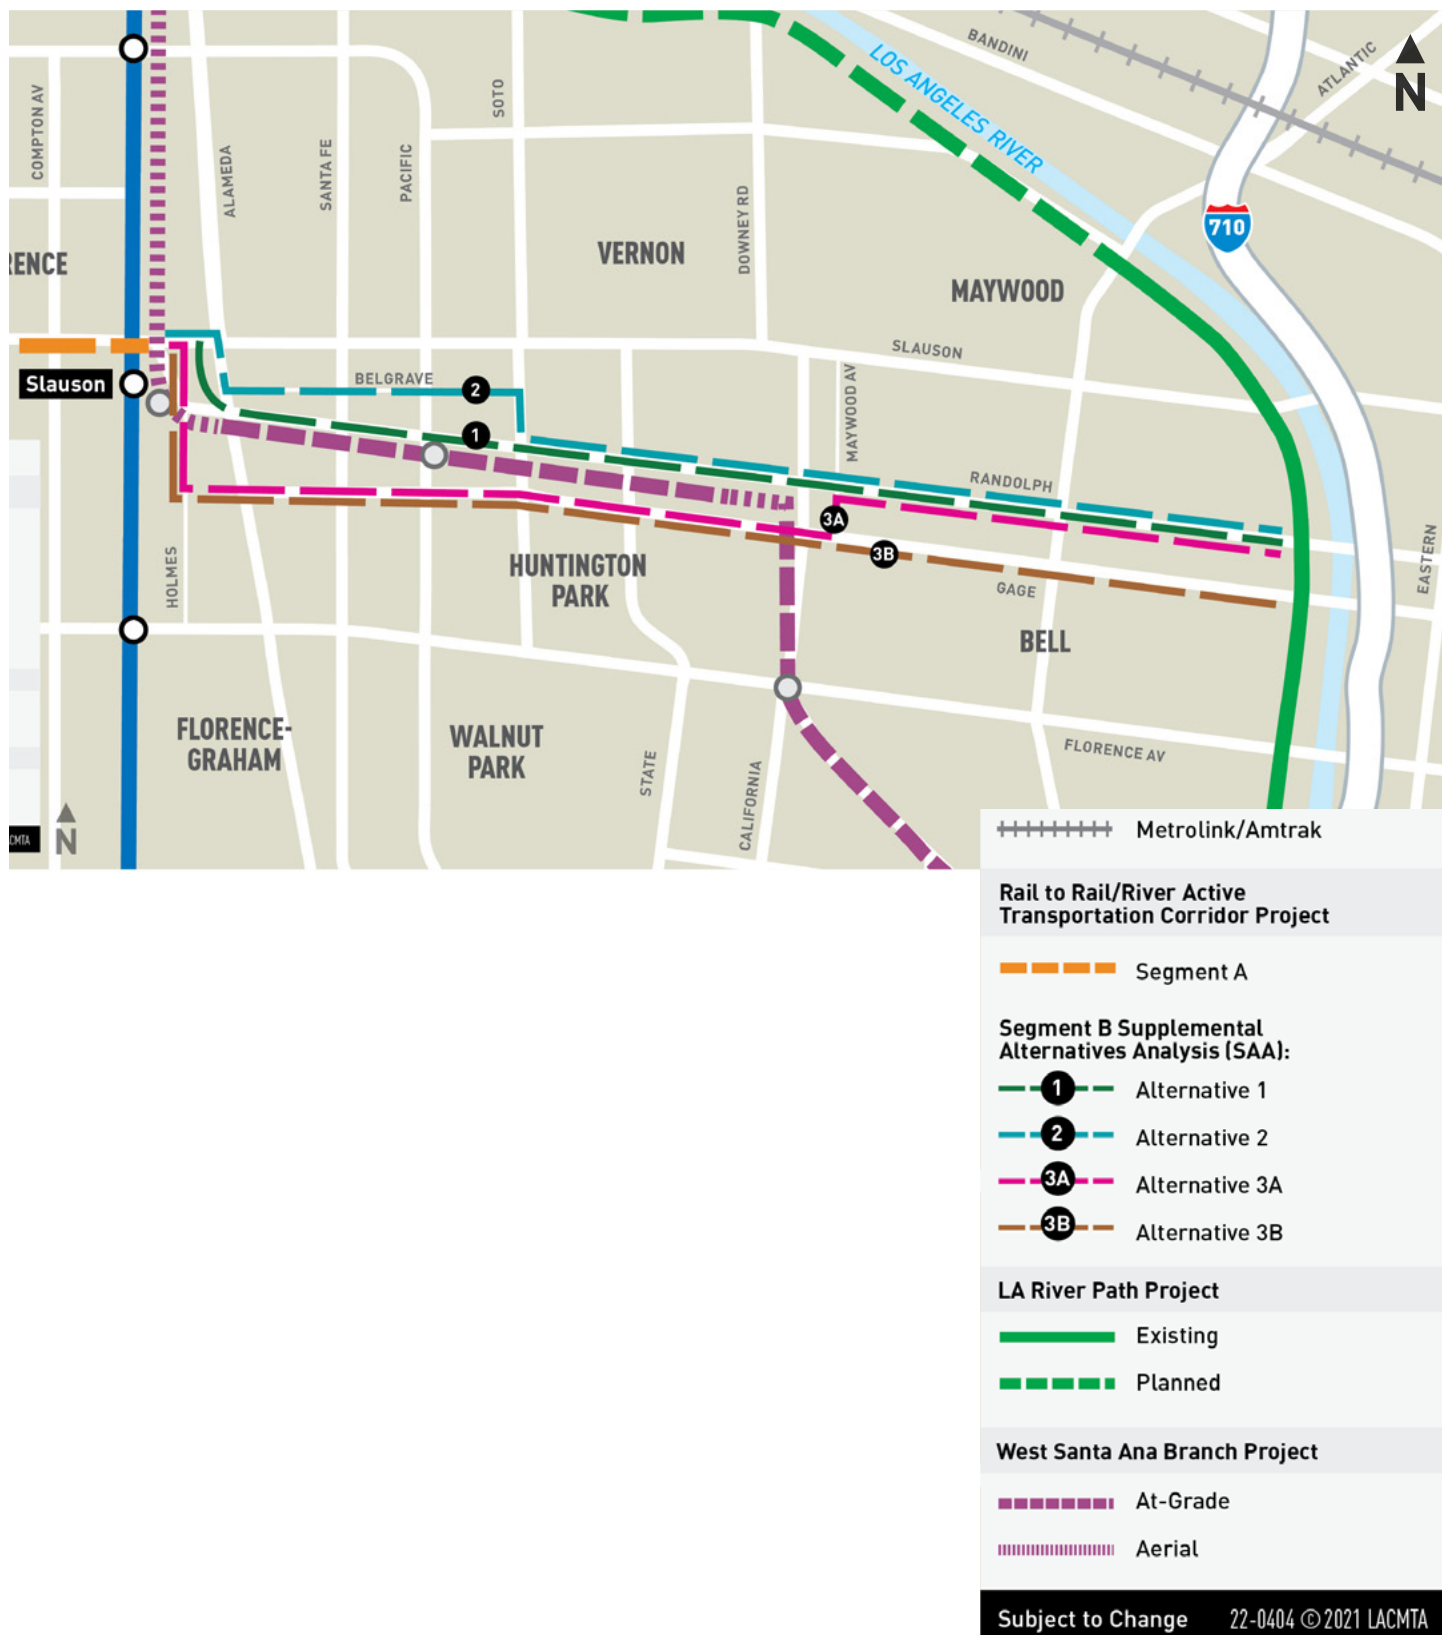 BANDINI
ATLANTIC
N
LOS ANGELES RIVER
COMPTON AV
SOTO
ALAMEDA
SANTA FE
PACIFIC
DOWNEY RD
710
VERNON
RENCE
MAYWOOD
SLAUSON
Slauson
BELGRAVE
2
1
MAYWOOD AV
RANDOLPH
3A
3B
HOLMES
HUNTINGTON
PARK
GAGE
EASTERN
BELL
FLORENCE-
GRAHAM
WALNUT
PARK
STATE
CALIFORNIA
FLORENCE AV
CMTA
N
Metrolink/Amtrak
Rail to Rail/River Active
Transportation Corridor Project
Segment A
Segment B Supplemental
Alternatives Analysis (SAA):
1 Alternative 1
2 Alternative 2
3A Alternative 3A
3B Alternative 3B
LA River Path Project
Existing
Planned
West Santa Ana Branch Project
At-Grade
Aerial
Subject to Change 22-0404 © 2021 LACMTA